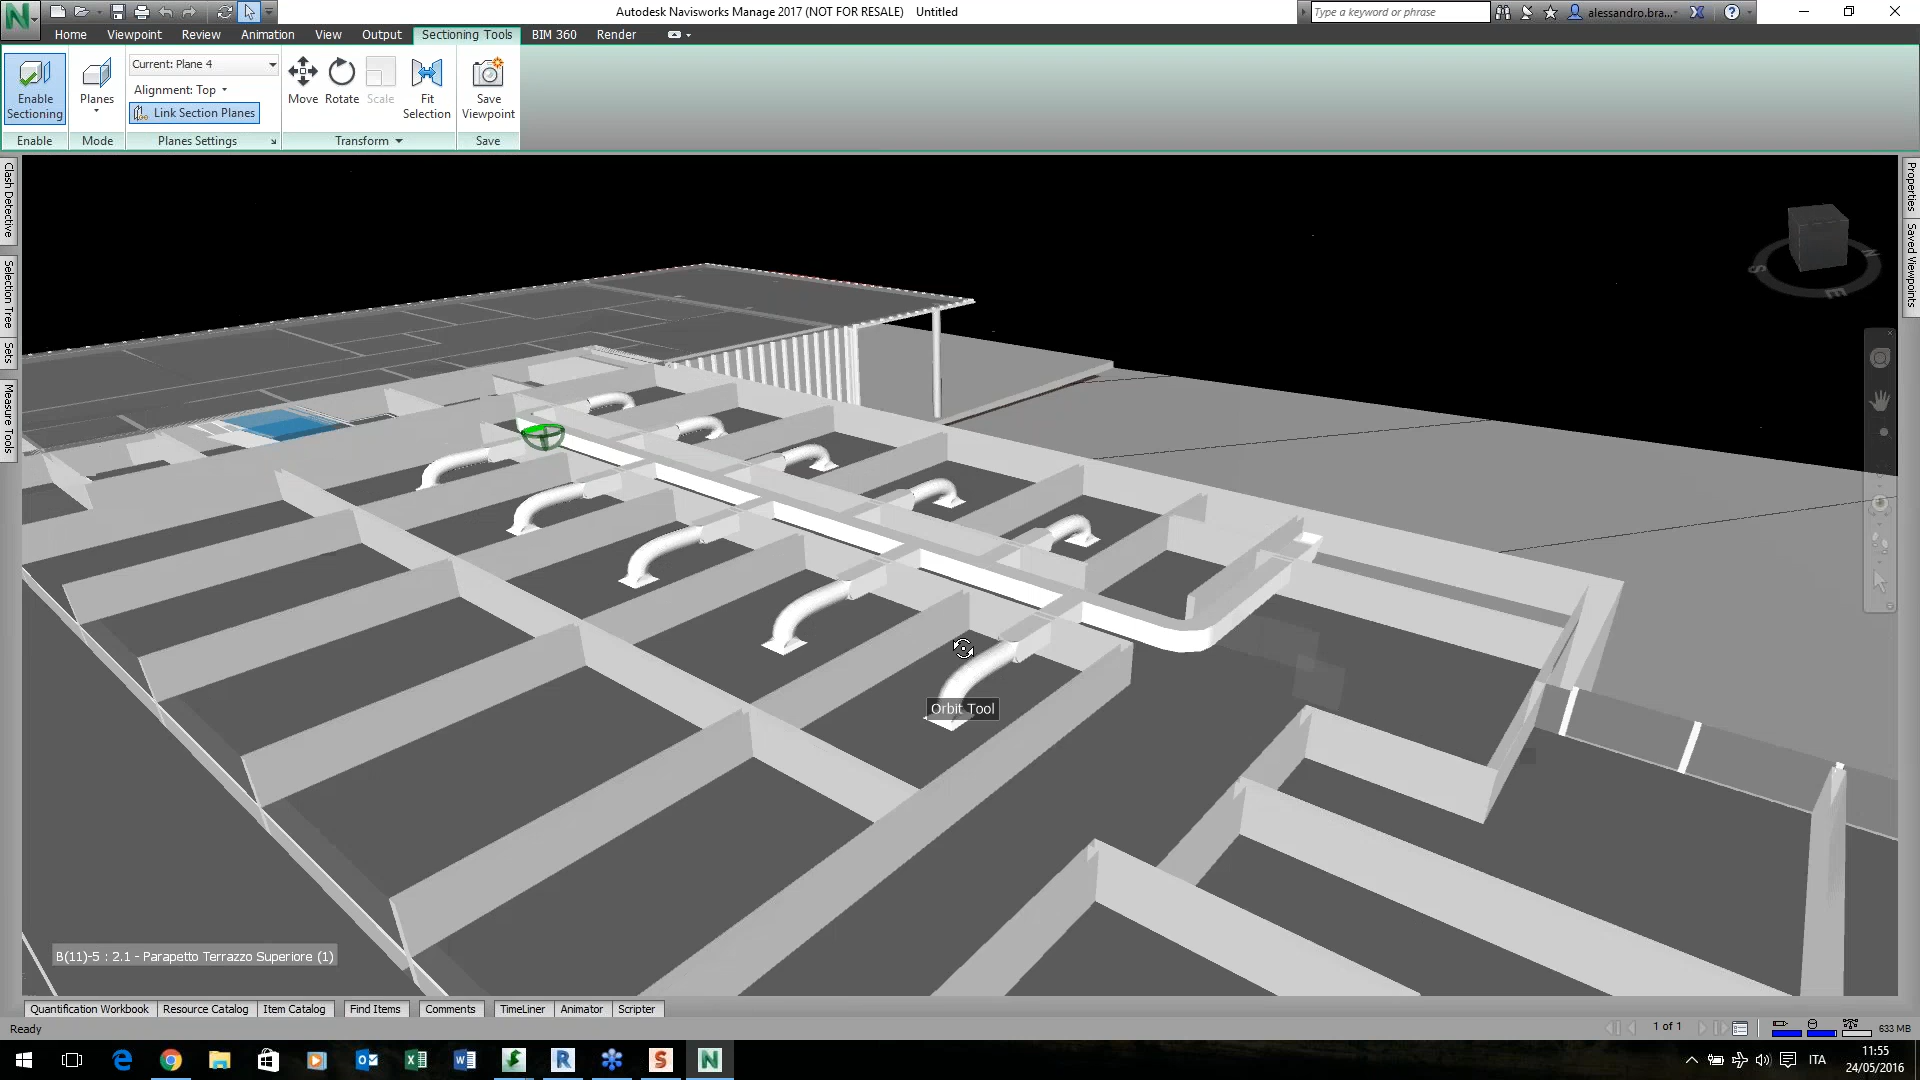 Autodesk Navisworks Manage 2017 (NOT FOR RESALE) Untitled
Type a keyword or phrase
alessandro.bra...
Home Viewpoint Review Animation View Output Sectioning Tools BIM 360 Render
Enable Sectioning
Planes
Current: Plane 4
Alignment: Top
Link Section Planes
Move Rotate Scale Fit Selection
Save Viewpoint
Enable Mode Planes Settings Transform Save
Clash Detective
Selection Tree
Sets
Measure Tools
Properties
Saved Viewpoints
S
N
E
Orbit Tool
B(11)-5 : 2.1 - Parapetto Terrazzo Superiore (1)
Quantification Workbook Resource Catalog Item Catalog Find Items Comments TimeLiner Animator Scripter
Ready
1 of 1
633 MB
ITA
11:55
24/05/2016